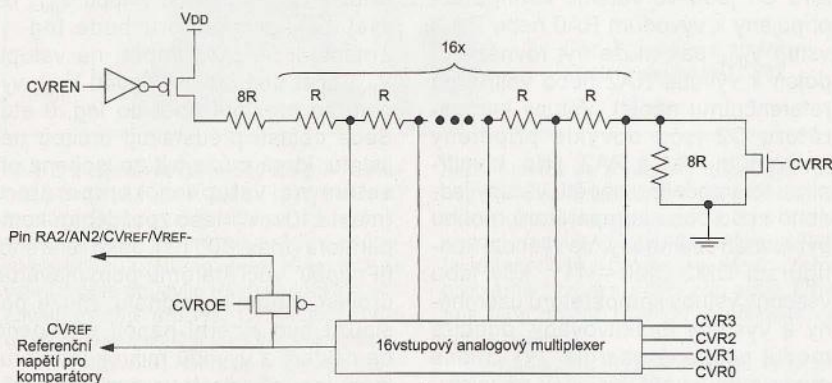 VDD
16x
CVREN
8R
R
R
R
R
8R
CVRR
Pin RA2/AN2/CVREF/VREF-
CVROE
CVREF
Referenční
napětí pro
komparátory
16vstupový analogový multiplexer
CVR3
CVR2
CVR1
CVR0